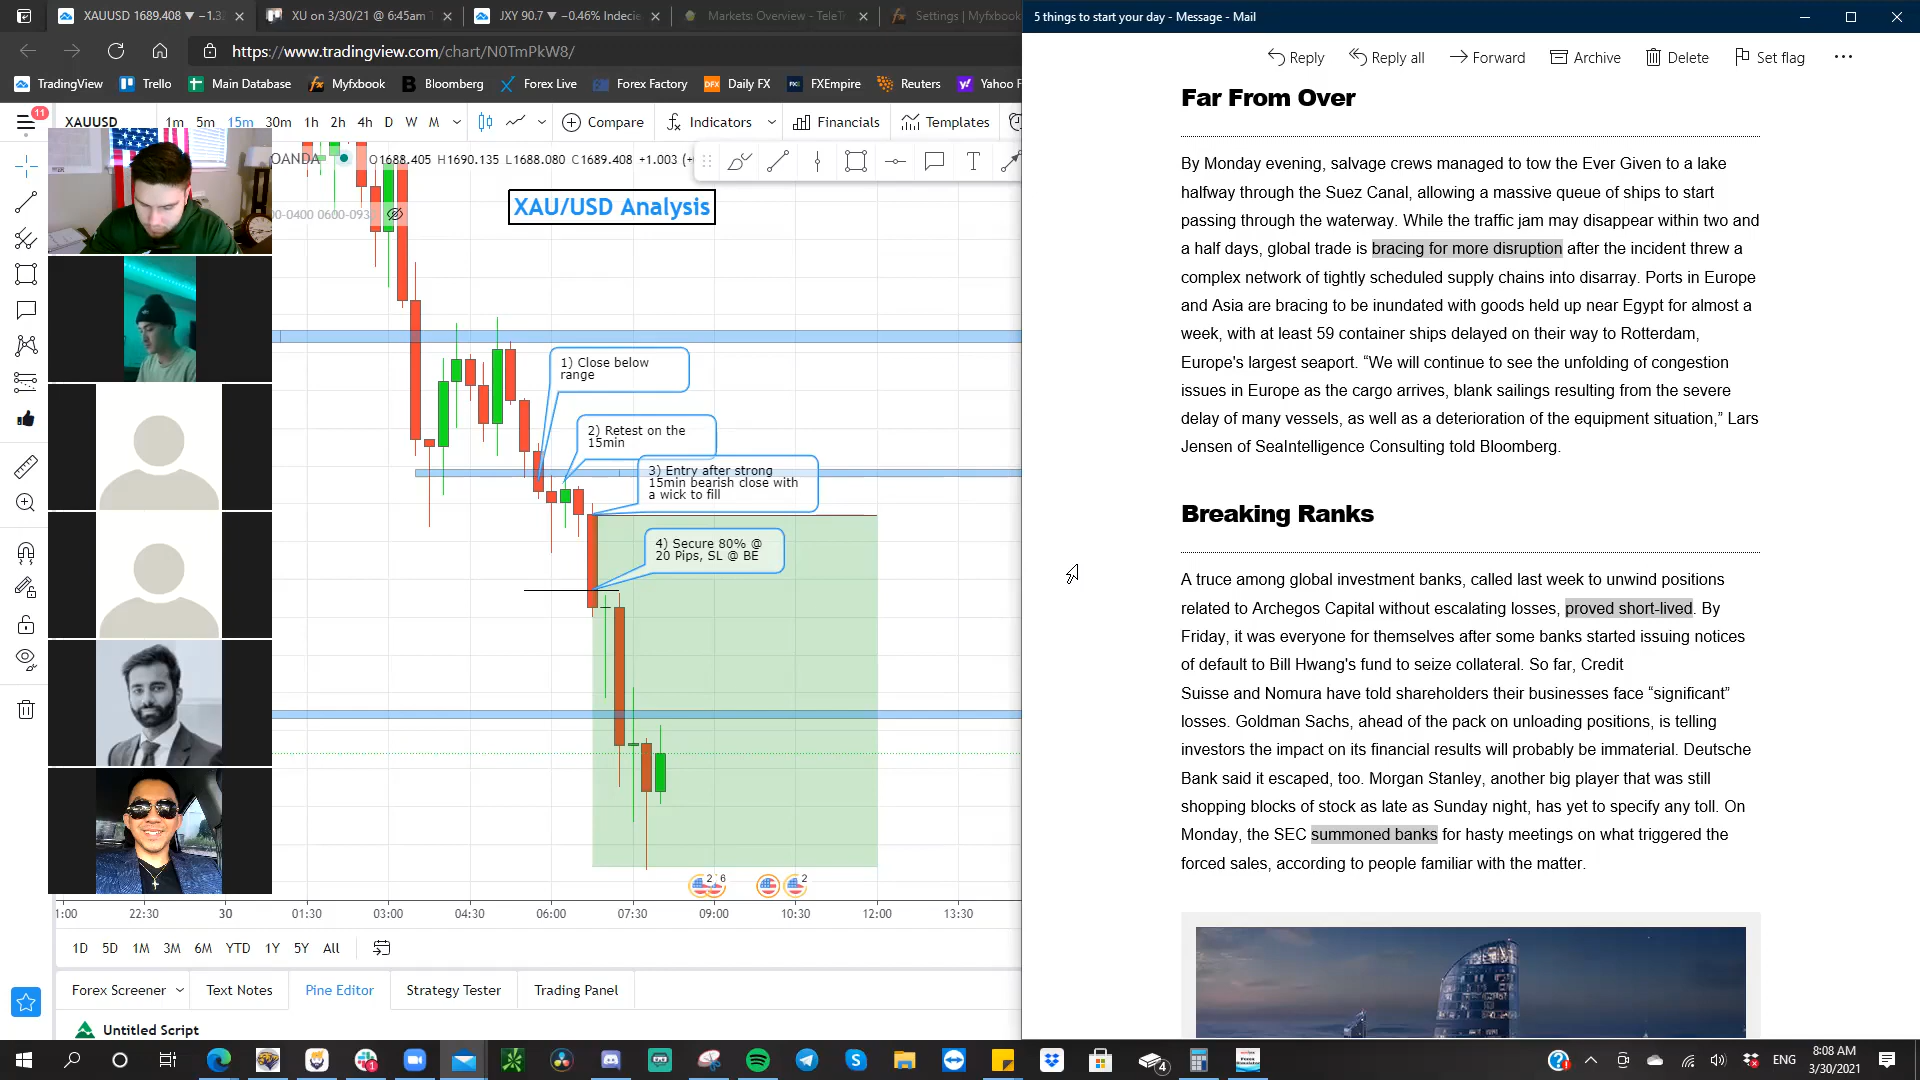 XAUUSD 1689.408 ▼ −1.3
XU on 3/30/21 @ 6:45am
JXY 90.7 ▼ −0.46% Indecie
Markets: Overview - TeleTr
Settings | Myfxbook
https://www.tradingview.com/chart/N0TmPkW8/
TradingView
Trello
Main Database
Myfxbook
Bloomberg
Forex Live
Forex Factory
Daily FX
FXEmpire
Reuters
Yahoo F
11
XAUUSD
1m 5m 15m 30m 1h 2h 4h D W M
Compare
Indicators
Financials
Templates
OANDA
O1688.405 H1690.135 L1688.080 C1689.408 +1.003
00-0400 0600-093
XAU/USD Analysis
1) Close below
range
2) Retest on the
15min
3) Entry after strong
15min bearish close with
a wick to fill
4) Secure 80% @
20 Pips, SL @ BE
2 6 2
1:00 22:30 30 01:30 03:00 04:30 06:00 07:30 09:00 10:30 12:00 13:30
1D 5D 1M 3M 6M YTD 1Y 5Y All
Forex Screener
Text Notes
Pine Editor
Strategy Tester
Trading Panel
Untitled Script
5 things to start your day - Message - Mail
Reply
Reply all
Forward
Archive
Delete
Set flag
Far From Over
By Monday evening, salvage crews managed to tow the Ever Given to a lake
halfway through the Suez Canal, allowing a massive queue of ships to start
passing through the waterway. While the traffic jam may disappear within two and
a half days, global trade is bracing for more disruption after the incident threw a
complex network of tightly scheduled supply chains into disarray. Ports in Europe
and Asia are bracing to be inundated with goods held up near Egypt for almost a
week, with at least 59 container ships delayed on their way to Rotterdam,
Europe's largest seaport. “We will continue to see the unfolding of congestion
issues in Europe as the cargo arrives, blank sailings resulting from the severe
delay of many vessels, as well as a deterioration of the equipment situation,” Lars
Jensen of SeaIntelligence Consulting told Bloomberg.
Breaking Ranks
A truce among global investment banks, called last week to unwind positions
related to Archegos Capital without escalating losses, proved short-lived. By
Friday, it was everyone for themselves after some banks started issuing notices
of default to Bill Hwang's fund to seize collateral. So far, Credit
Suisse and Nomura have told shareholders their businesses face “significant”
losses. Goldman Sachs, ahead of the pack on unloading positions, is telling
investors the impact on its financial results will probably be immaterial. Deutsche
Bank said it escaped, too. Morgan Stanley, another big player that was still
shopping blocks of stock as late as Sunday night, has yet to specify any toll. On
Monday, the SEC summoned banks for hasty meetings on what triggered the
forced sales, according to people familiar with the matter.
ENG
8:08 AM
3/30/2021